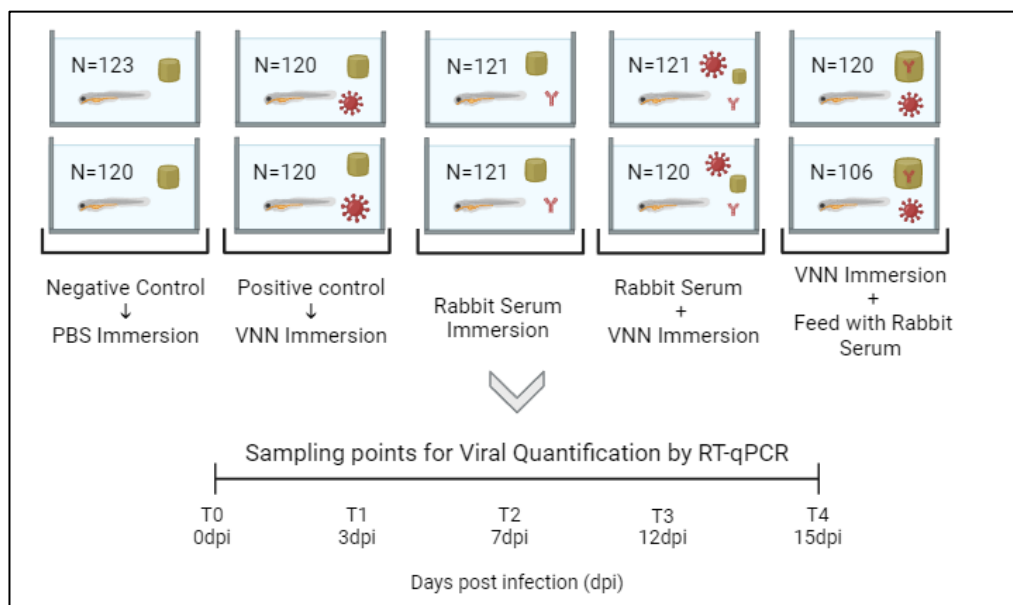 N=123
N=120
N=121
N=121
N=120
N=120
N=120
N=121
N=120
N=106
Negative Control
↓
PBS Immersion
Positive control
↓
VNN Immersion
Rabbit Serum
Immersion
Rabbit Serum
+
VNN Immersion
VNN Immersion
+
Feed with Rabbit
Serum
Sampling points for Viral Quantification by RT-qPCR
T0
0dpi
T1
3dpi
T2
7dpi
T3
12dpi
T4
15dpi
Days post infection (dpi)